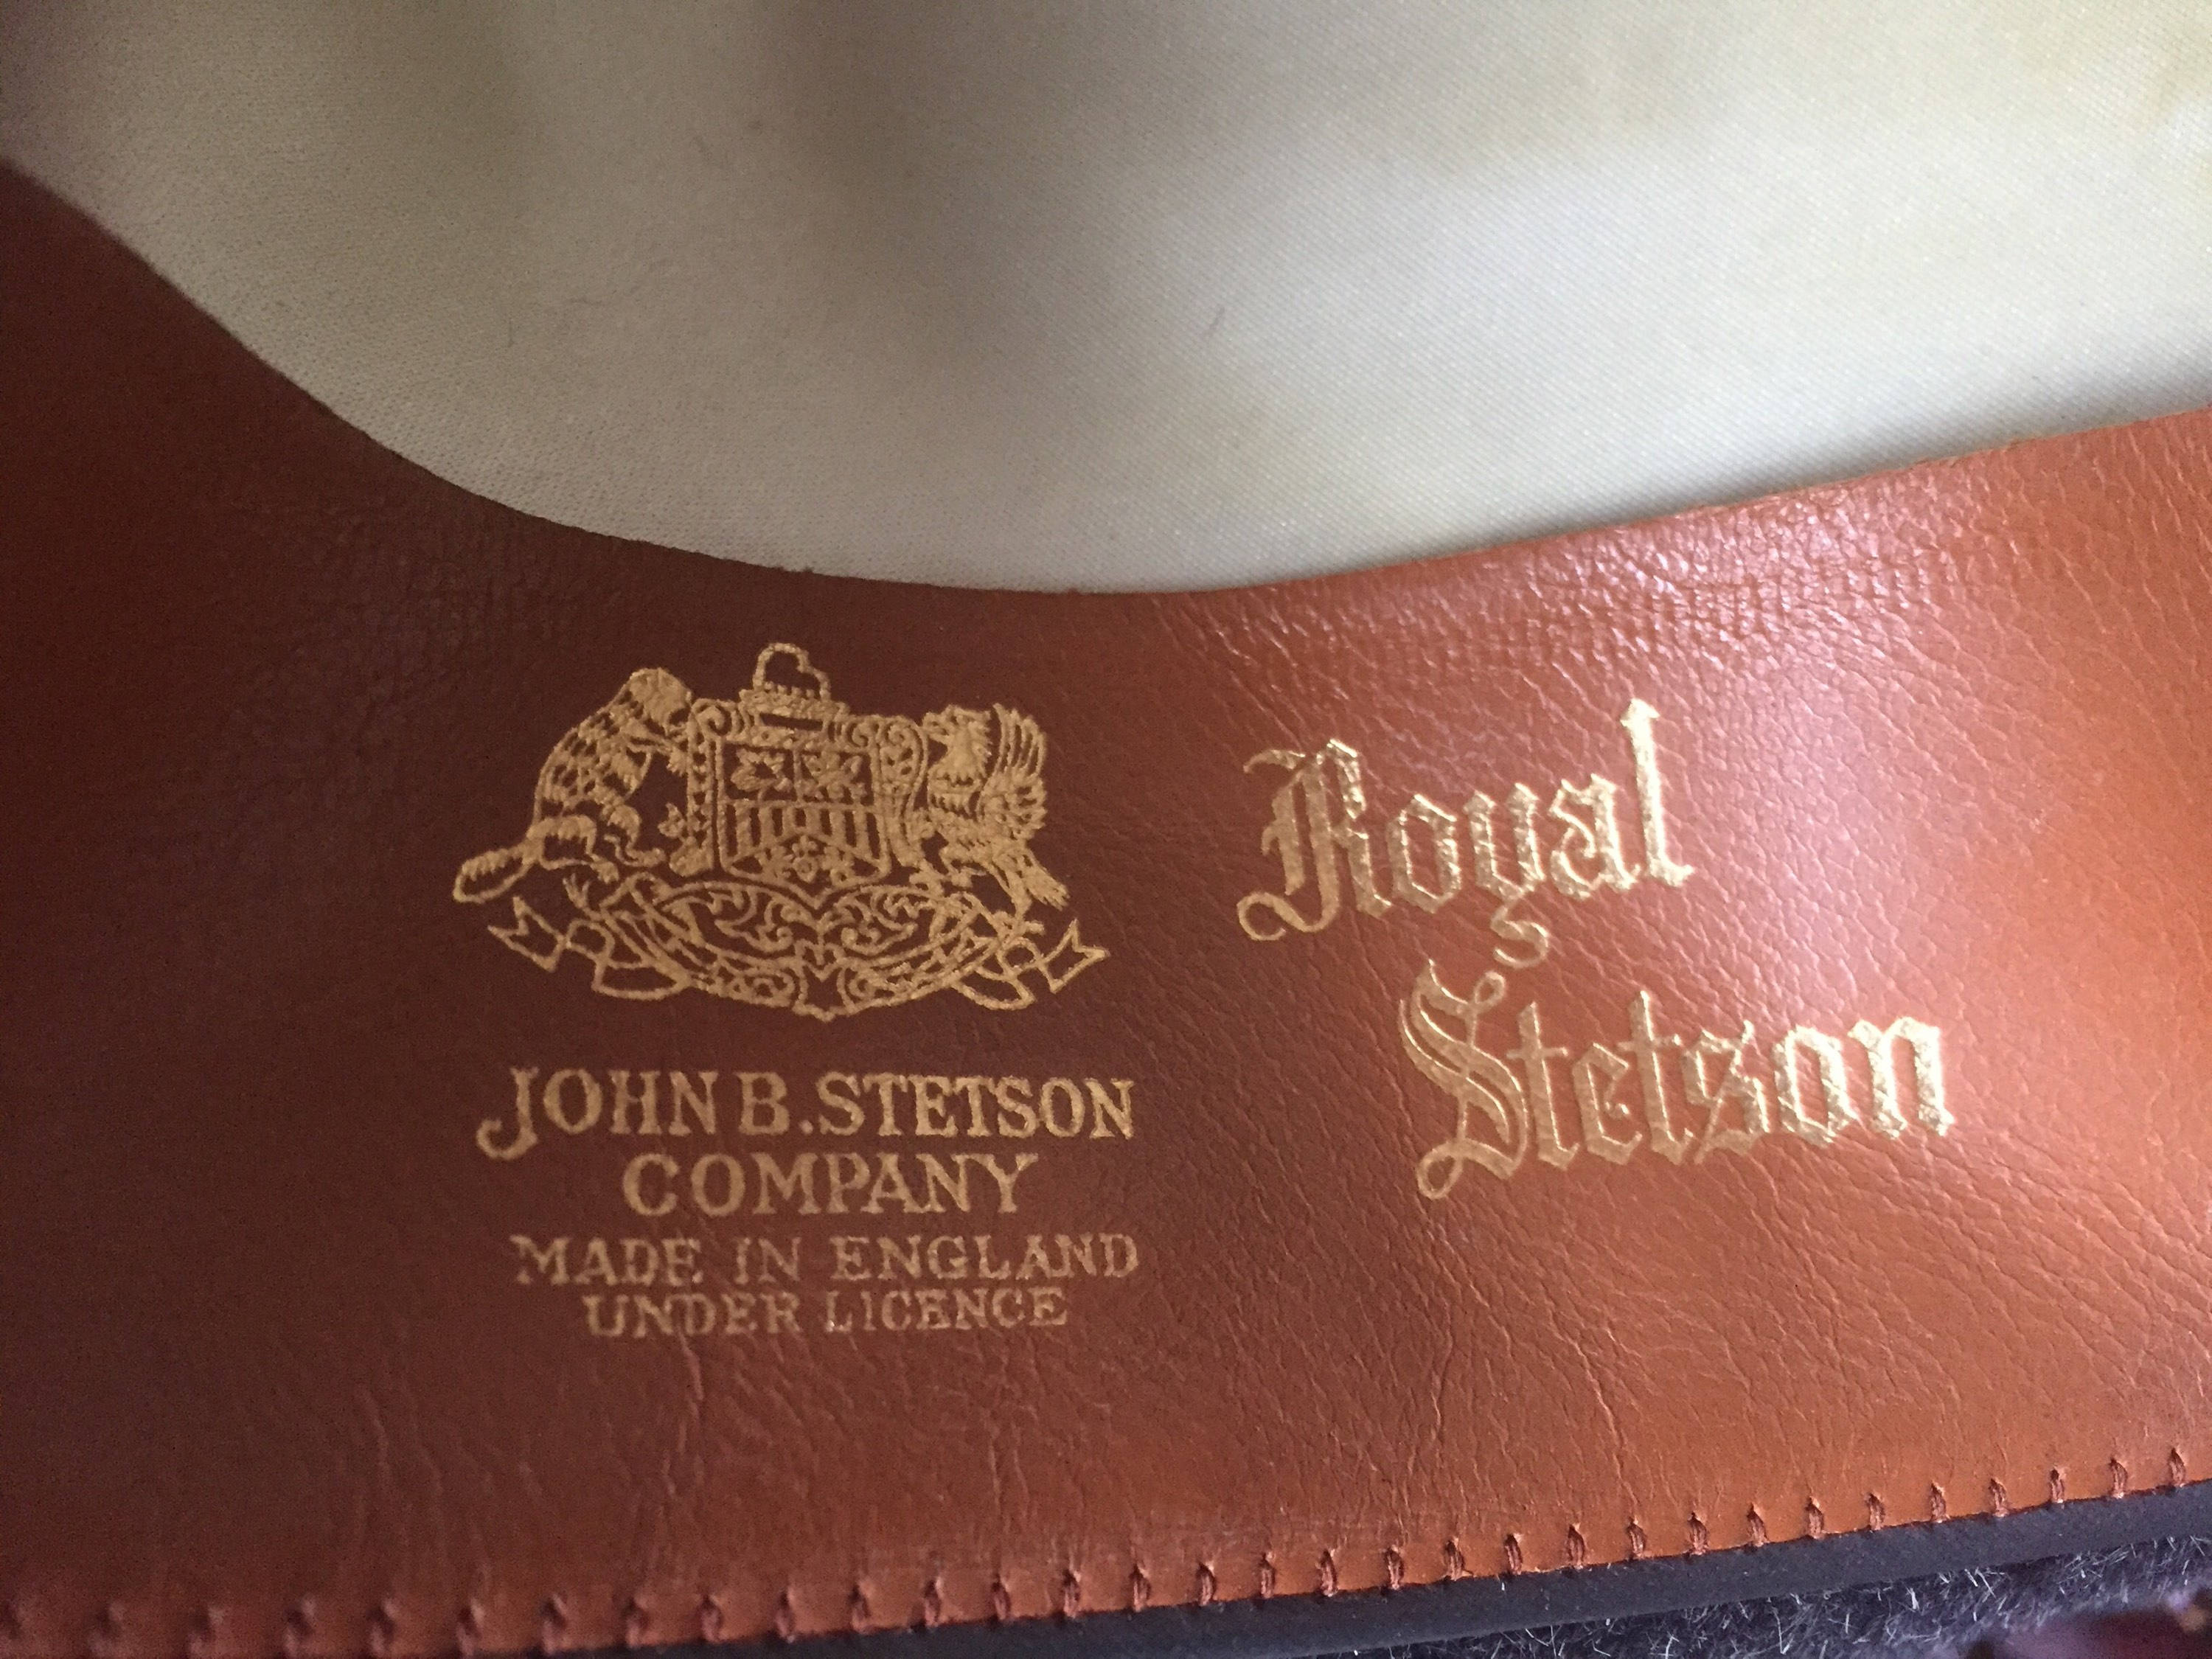 JOHN B. STETSON
COMPANY
MADE IN ENGLAND
UNDER LICENCE
Royal
Stetson